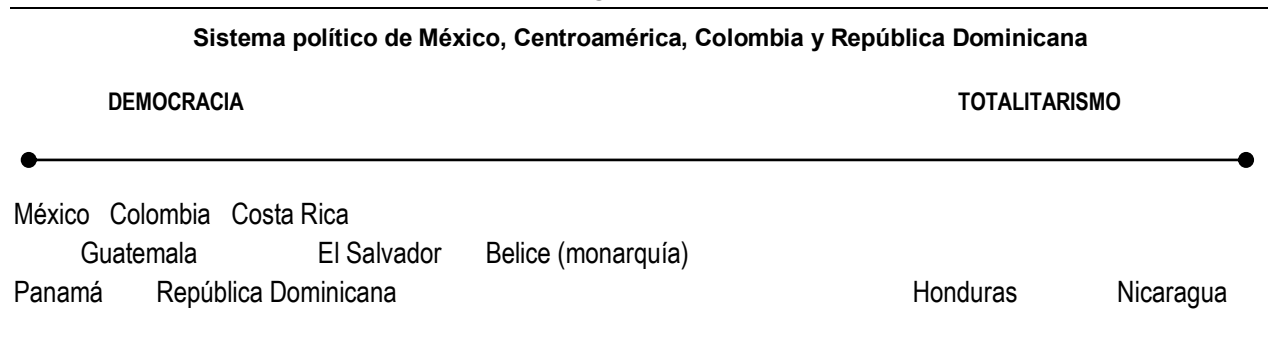 Sistema político de México, Centroamérica, Colombia y República Dominicana
DEMOCRACIA TOTALITARISMO
México Colombia Costa Rica
Guatemala El Salvador Belice (monarquía)
Panamá República Dominicana Honduras Nicaragua